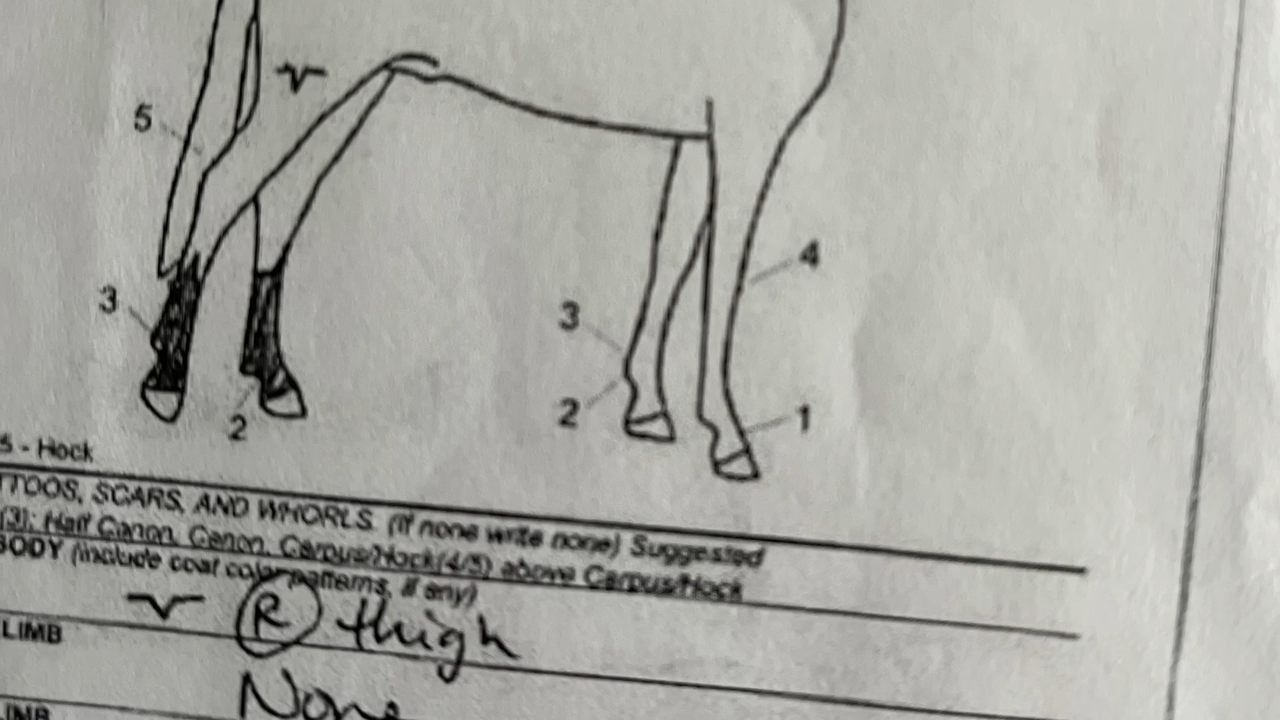 5
3
4
3
2
2
1
5 - Hock
TTOOS, SCARS, AND WHORLS. (If none write none) Suggested
(3); Half Canon, Canon, Carpus/Hock(4/5) above Carpus/Hock
BODY (include coat color patterns, if any)
R thigh
LIMB
None
LIMB